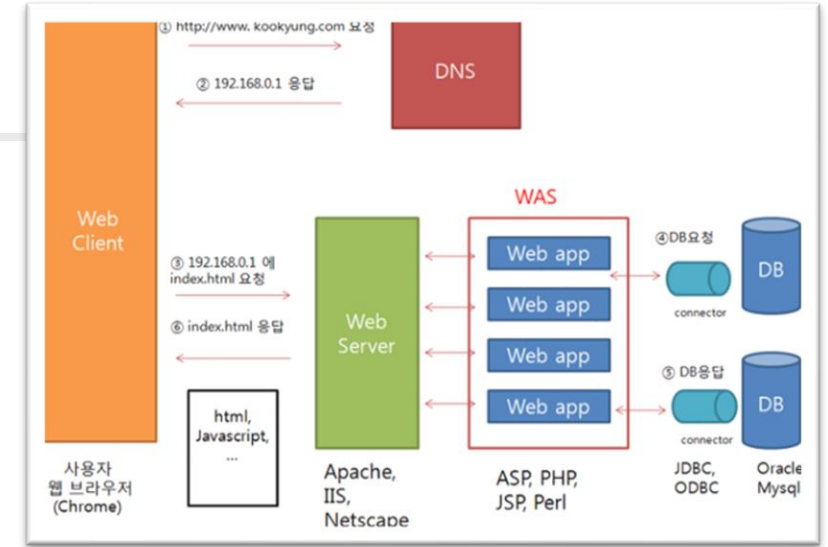 ① http://www. kookyung.com 요청
DNS
② 192.168.0.1 응답
WAS
Web
Client
③ 192.168.0.1 에
index.html 요청
⑥ index.html 응답
Web
Server
Web app
Web app
Web app
Web app
④DB요청
connector
DB
⑤ DB응답
connector
DB
html,
Javascript,
...
사용자
웹 브라우저
(Chrome)
Apache,
IIS,
Netscape
ASP, PHP,
JSP, Perl
JDBC,
ODBC
Oracle
Mysql